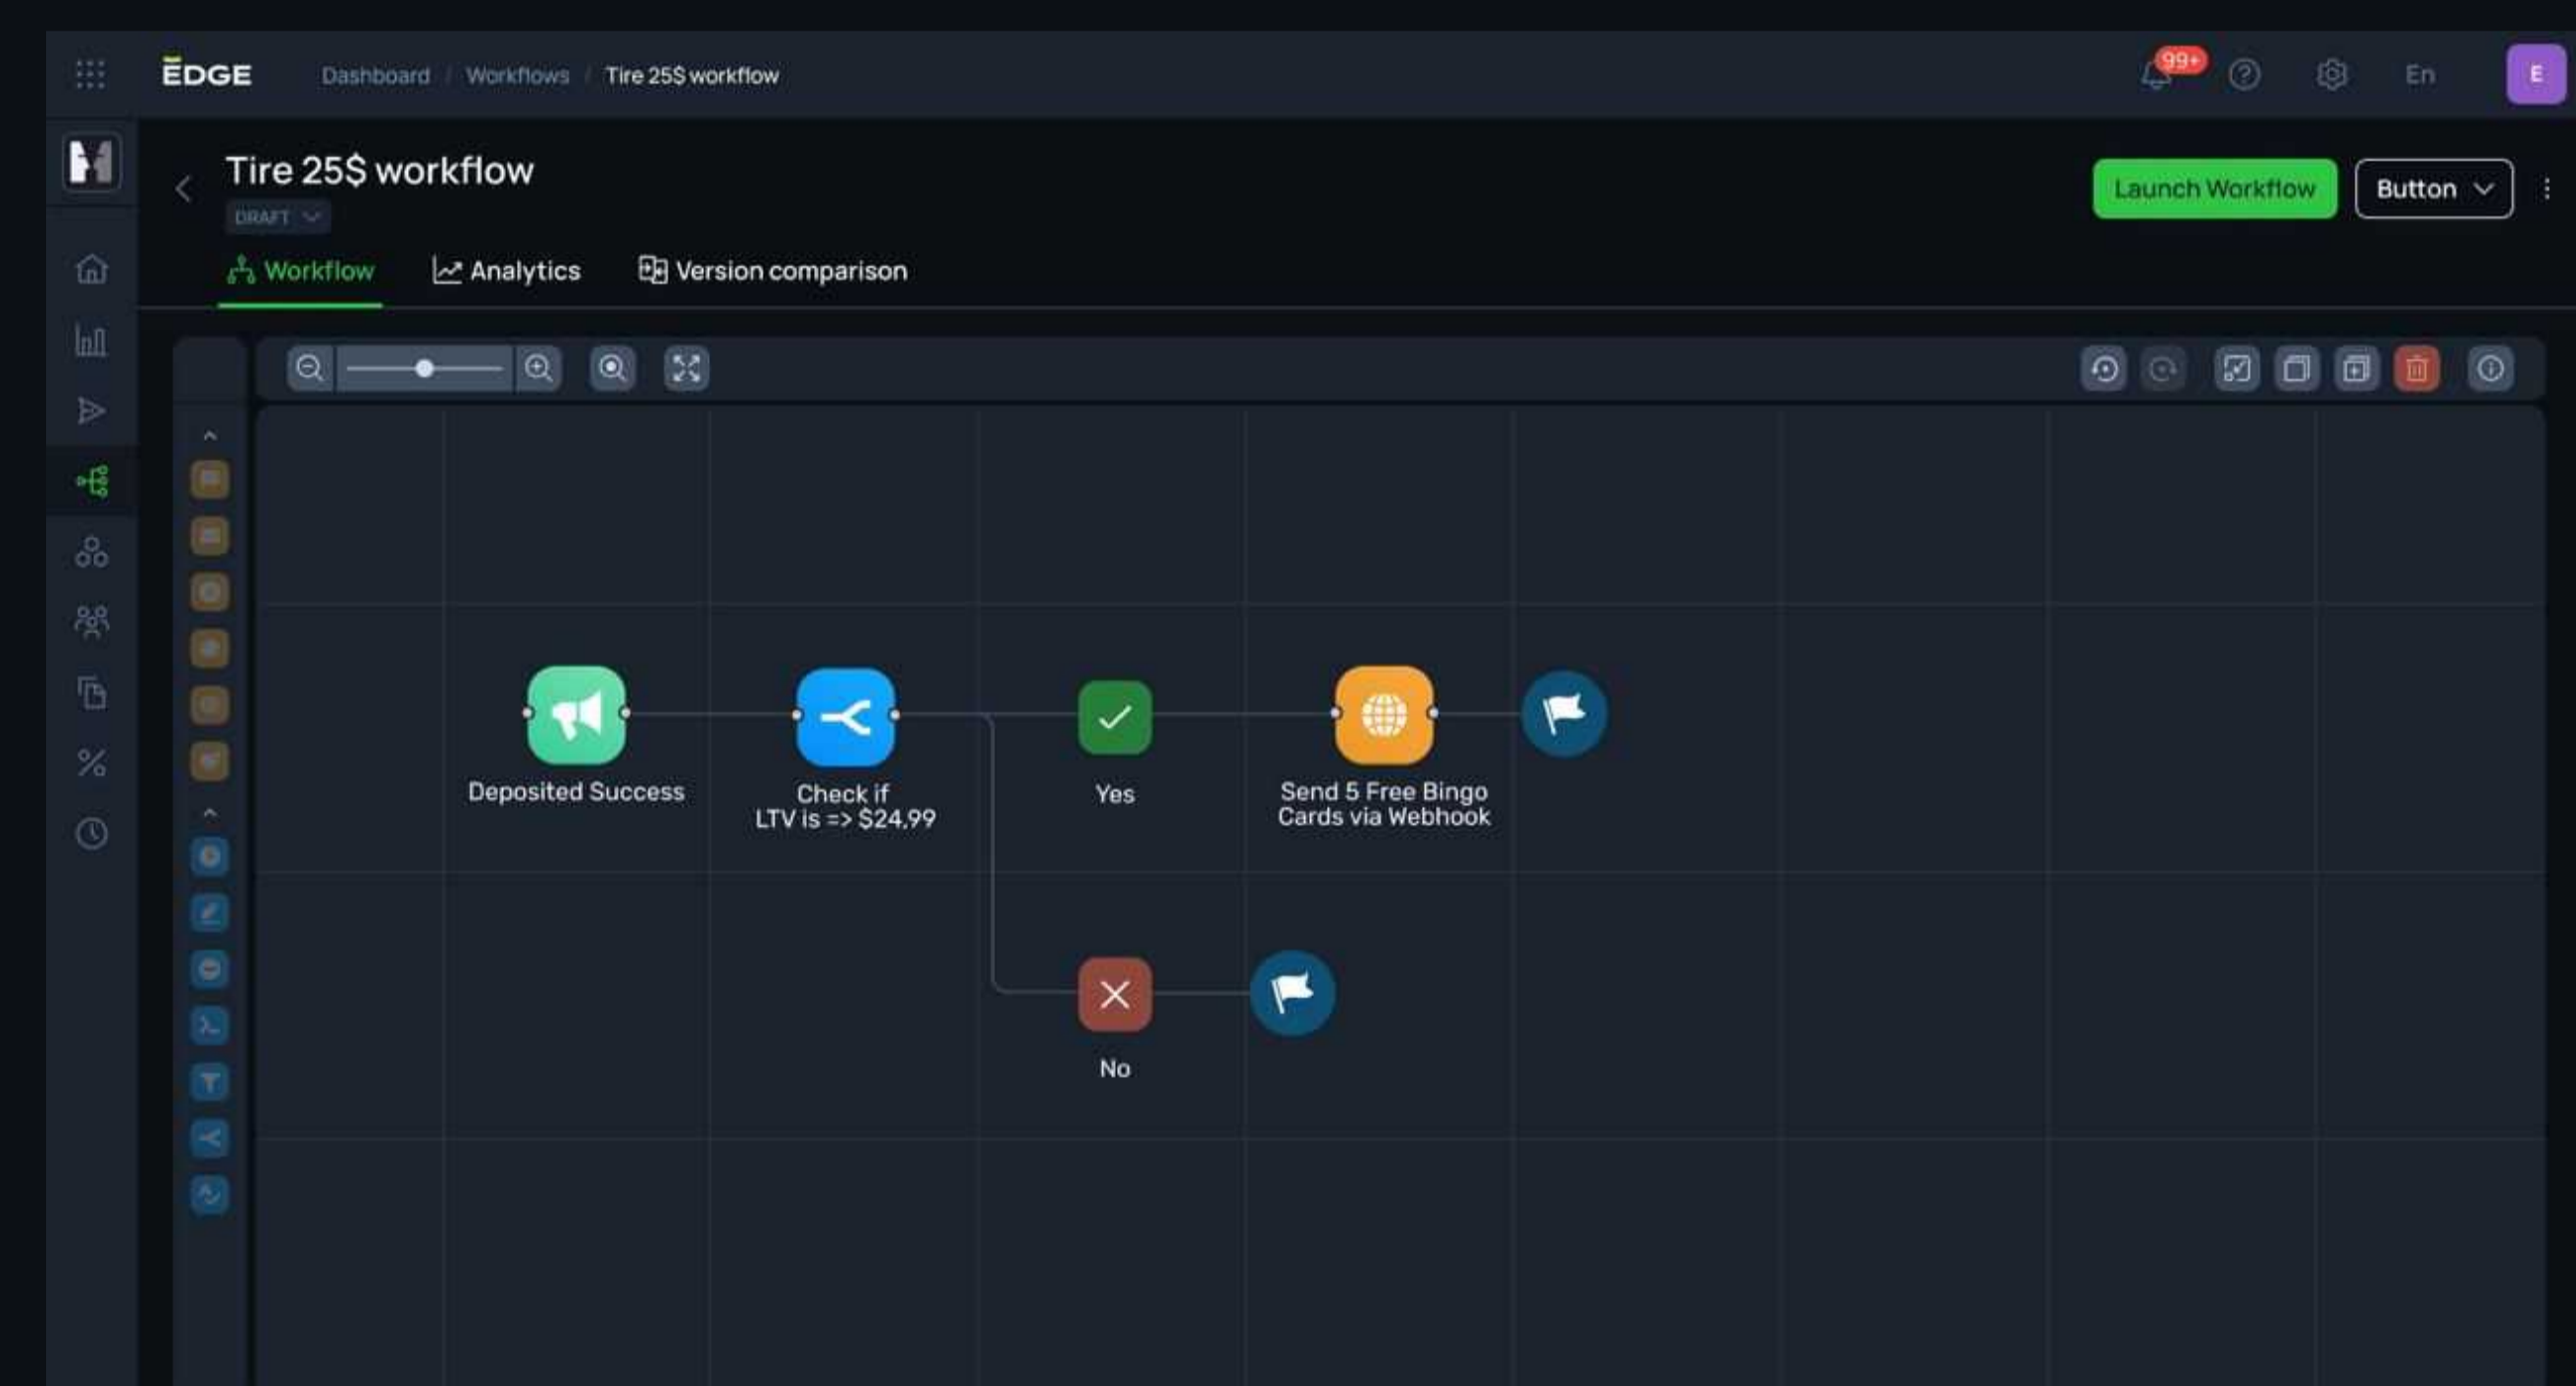 EDGE
Dashboard / Workflows / Tire 25$ workflow
99+
En
E
Tire 25$ workflow
DRAFT
Launch Workflow
Button
Workflow
Analytics
Version comparison
Deposited Success
Check if
LTV is => $24,99
Yes
Send 5 Free Bingo
Cards via Webhook
No